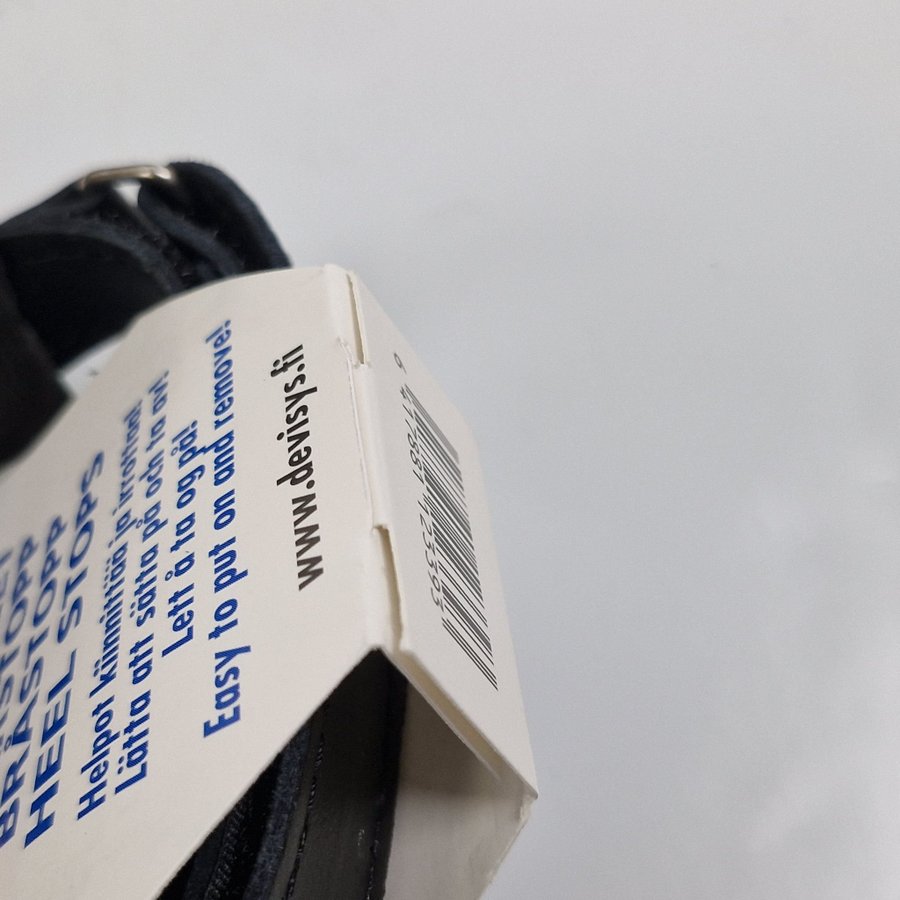 BRÅSTOPP
HEEL STOPS
Helpot kiinnittää ja irrottaa!
Lätta att sätta på och ta av!
Lett å ta og på!
Easy to put on and remove!
www.devisys.fi